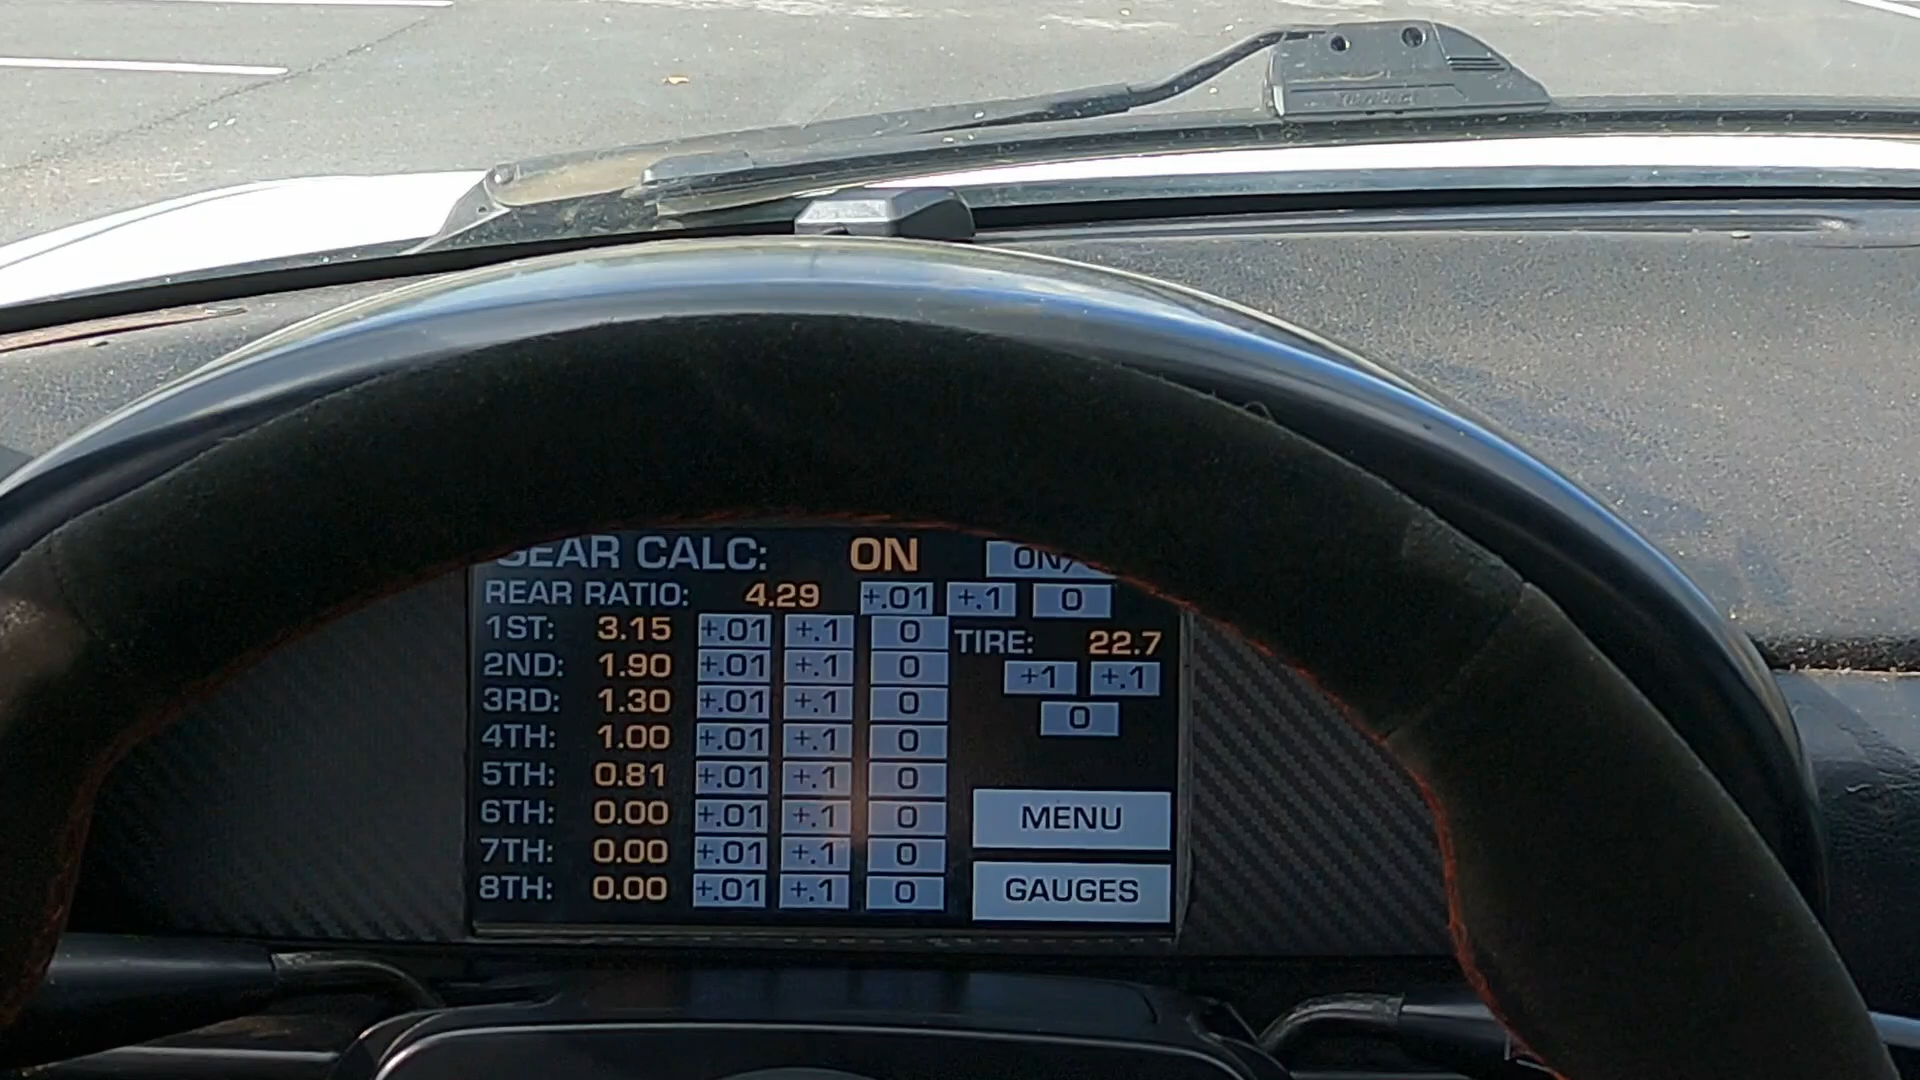 GEAR CALC: ON ON/
REAR RATIO: 4.29 +.01 +.1 0
1ST: 3.15 +.01 +.1 0
TIRE: 22.7
2ND: 1.90 +.01 +.1 0
+1 +.1
3RD: 1.30 +.01 +.1 0
0
4TH: 1.00 +.01 +.1 0
5TH: 0.81 +.01 +.1 0
6TH: 0.00 +.01 +.1 0
MENU
7TH: 0.00 +.01 +.1 0
8TH: 0.00 +.01 +.1 0
GAUGES